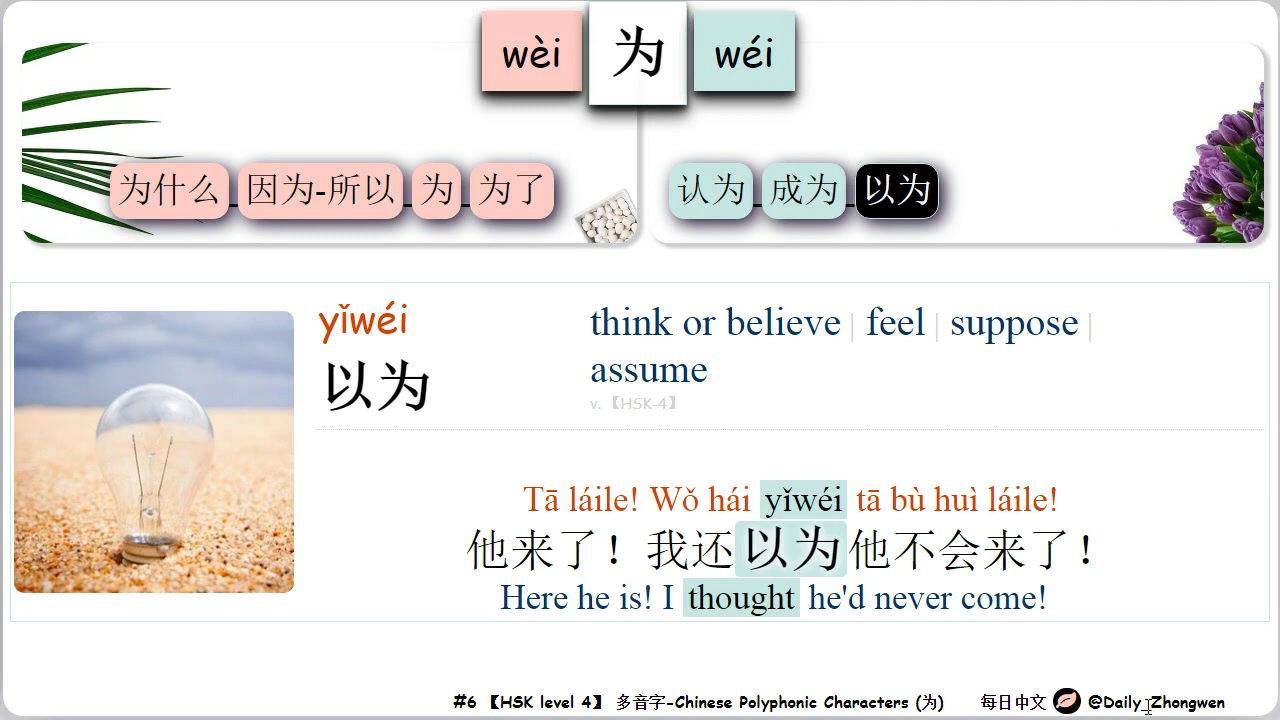 wèi 为 wéi
为什么 因为-所以 为 为了 认为 成为 以为
yǐwéi
以为
think or believe | feel | suppose |
assume
v. 【HSK-4】
Tā láile! Wǒ hái yǐwéi tā bù huì láile!
他来了！我还以为他不会来了！
Here he is! I thought he'd never come!
#6 【HSK level 4】 多音字-Chinese Polyphonic Characters (为) 每日中文 @Daily_Zhongwen